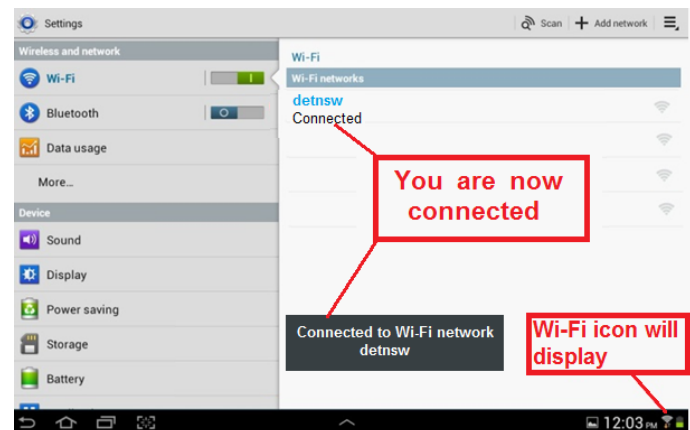 Settings
Scan
Add network
Wireless and network
Wi-Fi
Bluetooth
Data usage
More...
Device
Sound
Display
Power saving
Storage
Battery
Wi-Fi
Wi-Fi networks
detnsw
Connected
You are now
connected
Connected to Wi-Fi network
detnsw
Wi-Fi icon will
display
12:03 PM